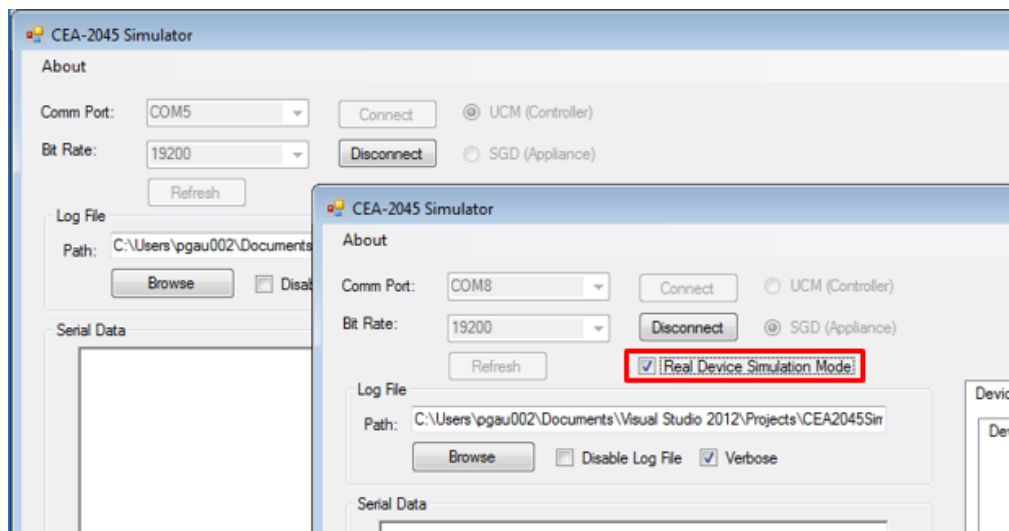 CEA-2045 Simulator
About
Comm Port: COM5 Connect UCM (Controller)
Bit Rate: 19200 Disconnect SGD (Appliance)
Refresh
Log File
Path: C:\Users\pgau002\Documents
Browse
Serial Data
CEA-2045 Simulator
About
Comm Port: COM8 Connect UCM (Controller)
Bit Rate: 19200 Disconnect SGD (Appliance)
Refresh Real Device Simulation Mode
Log File
Path: C:\Users\pgau002\Documents\Visual Studio 2012\Projects\CEA2045Sim
Browse Disable Log File Verbose
Serial Data